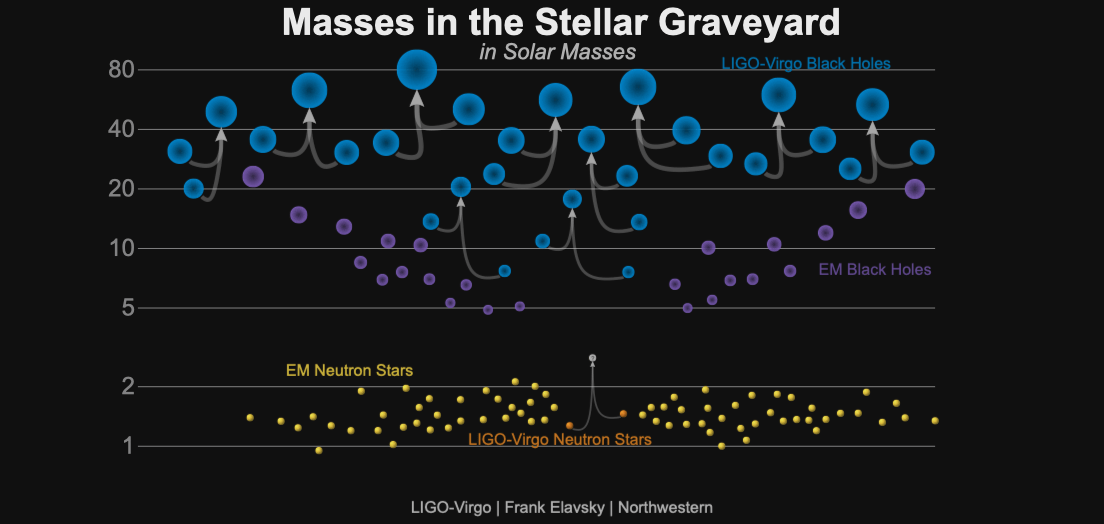 Masses in the Stellar Graveyard
in Solar Masses
LIGO-Virgo Black Holes
80
40
20
10
EM Black Holes
5
EM Neutron Stars
2
LIGO-Virgo Neutron Stars
1
LIGO-Virgo | Frank Elavsky | Northwestern